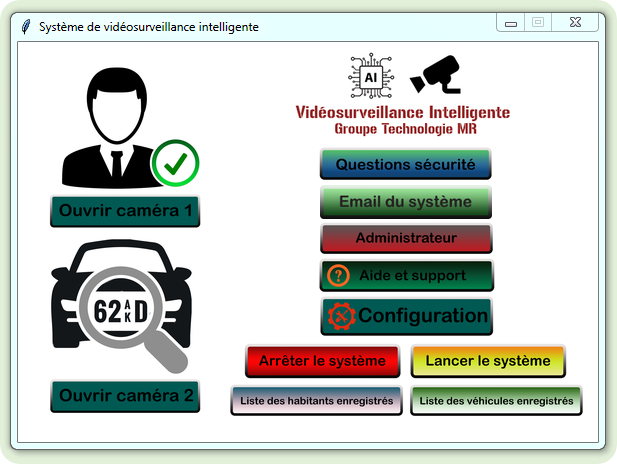 Système de vidéosurveillance intelligente
AI
Vidéosurveillance Intelligente
Groupe Technologie MR
Questions sécurité
Ouvrir caméra 1
Email du système
Administrateur
? Aide et support
62 A K D
Configuration
Arrêter le système
Lancer le système
Ouvrir caméra 2
Liste des habitants enregistrés
Liste des véhicules enregistrés